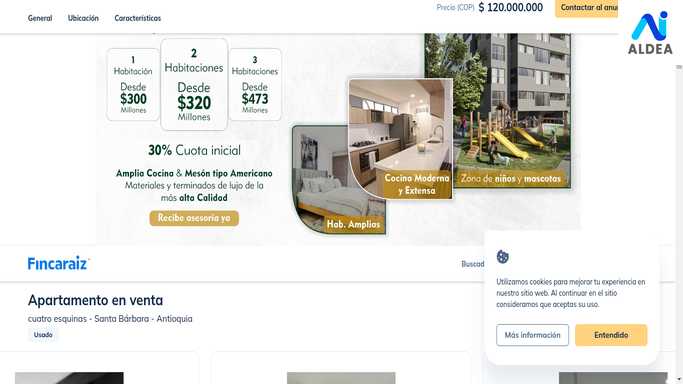 General
Ubicación
Características
Precio (COP)
$ 120.000.000
Contactar al anun
ALDEA
1
Habitación
Desde
$300
Millones
2
Habitaciones
Desde
$320
Millones
3
Habitaciones
Desde
$473
Millones
30% Cuota inicial
Amplia Cocina & Mesón tipo Americano
Materiales y terminados de lujo de la
más alta Calidad
Recibe asesoría ya
Hab. Amplias
Cocina Moderna
y Extensa
Zona de niños y mascotas
Fincaraiz
Buscad
Apartamento en venta
cuatro esquinas - Santa Bárbara - Antioquia
Usado
Utilizamos cookies para mejorar tu experiencia en
nuestro sitio web. Al continuar en el sitio
consideramos que aceptas su uso.
Más información
Entendido